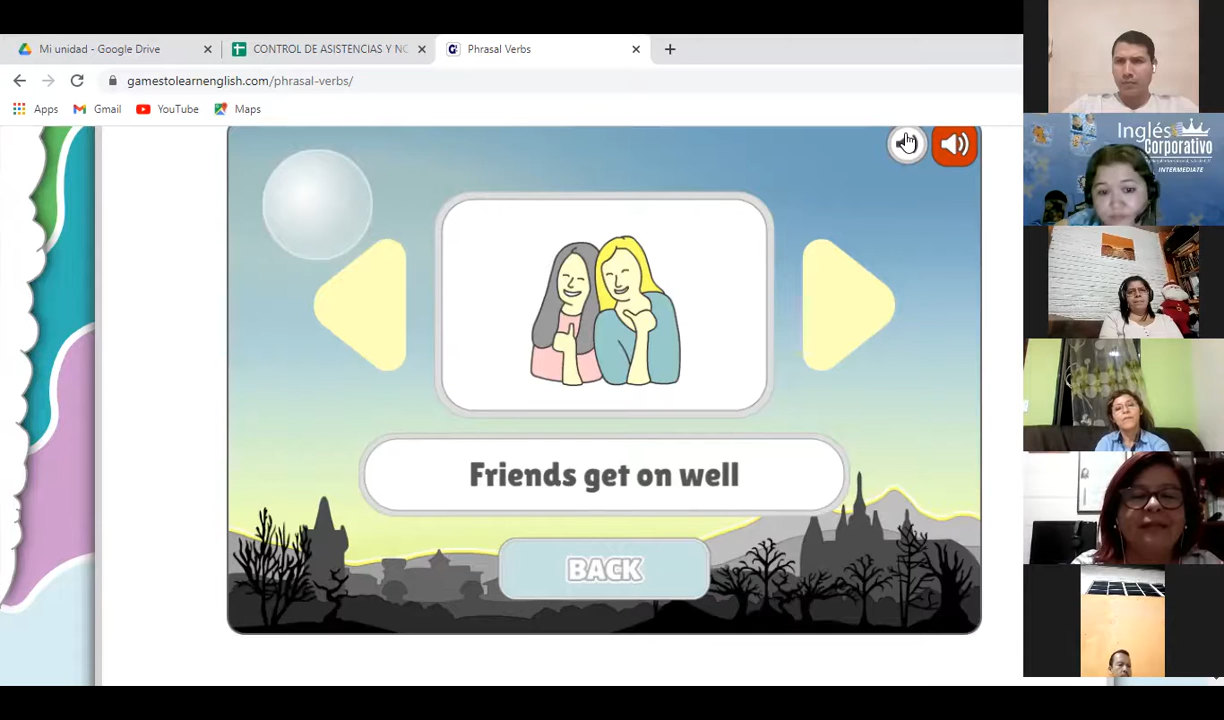 Mi unidad - Google Drive
CONTROL DE ASISTENCIAS Y NO
Phrasal Verbs
gamestolearnenglish.com/phrasal-verbs/
Apps
Gmail
YouTube
Maps
Friends get on well
BACK
Inglés
Corporativo
INTERMEDIATE